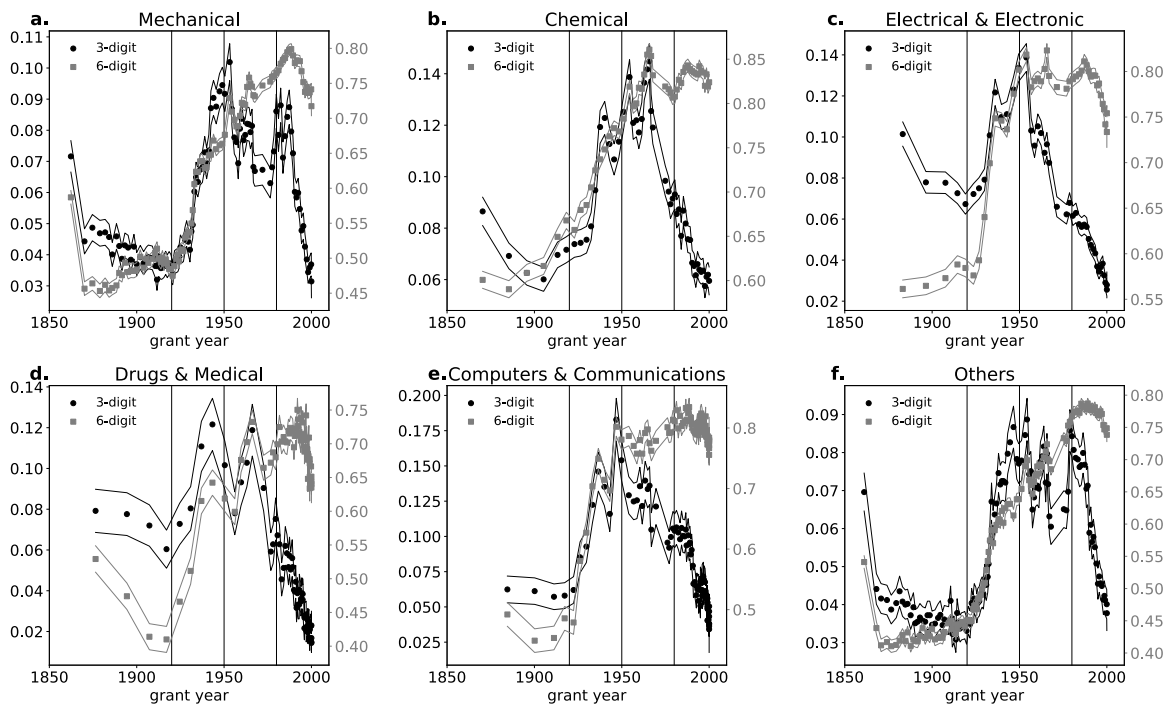 a. Mechanical
3-digit
6-digit
0.11
0.10
0.09
0.08
0.07
0.06
0.05
0.04
0.03
0.80
0.75
0.70
0.65
0.60
0.55
0.50
0.45
1850 1900 1950 2000
grant year
b. Chemical
3-digit
6-digit
0.14
0.12
0.10
0.08
0.06
0.85
0.80
0.75
0.70
0.65
0.60
1850 1900 1950 2000
grant year
c. Electrical & Electronic
3-digit
6-digit
0.14
0.12
0.10
0.08
0.06
0.04
0.02
0.80
0.75
0.70
0.65
0.60
0.55
1850 1900 1950 2000
grant year
d. Drugs & Medical
3-digit
6-digit
0.14
0.12
0.10
0.08
0.06
0.04
0.02
0.75
0.70
0.65
0.60
0.55
0.50
0.45
0.40
1850 1900 1950 2000
grant year
e. Computers & Communications
3-digit
6-digit
0.200
0.175
0.150
0.125
0.100
0.075
0.050
0.025
0.000
0.8
0.7
0.6
0.5
1850 1900 1950 2000
grant year
f. Others
3-digit
6-digit
0.09
0.08
0.07
0.06
0.05
0.04
0.03
0.80
0.75
0.70
0.65
0.60
0.55
0.50
0.45
0.40
1850 1900 1950 2000
grant year